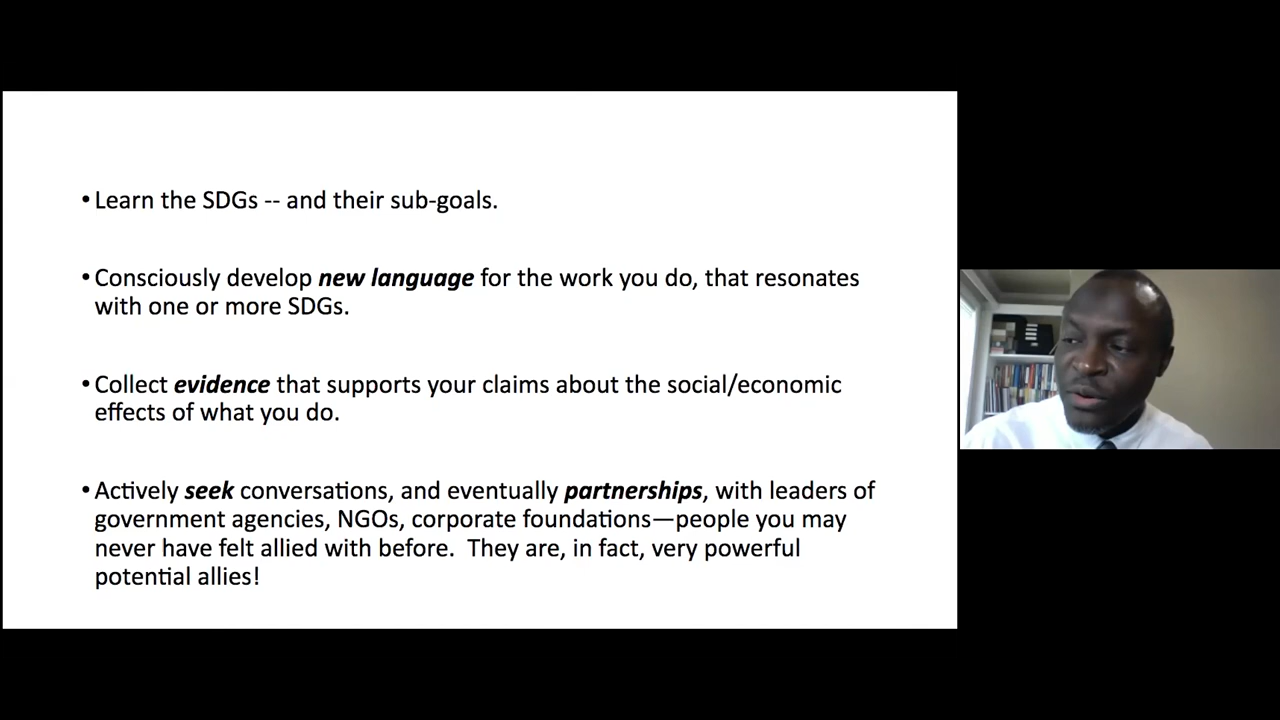 •Learn the SDGs -- and their sub-goals.
•Consciously develop new language for the work you do, that resonates
with one or more SDGs.
•Collect evidence that supports your claims about the social/economic
effects of what you do.
•Actively seek conversations, and eventually partnerships, with leaders of
government agencies, NGOs, corporate foundations—people you may
never have felt allied with before.  They are, in fact, very powerful
potential allies!